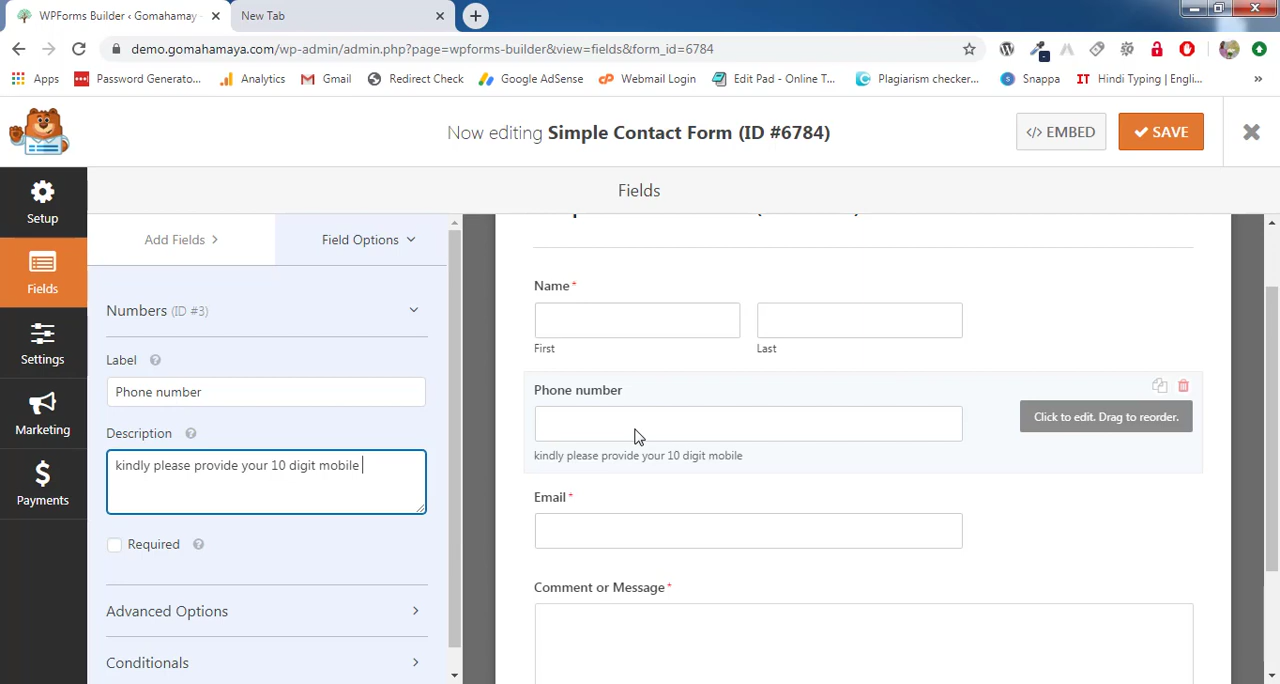 WPForms Builder ‹ Gomahamay
New Tab
demo.gomahamaya.com/wp-admin/admin.php?page=wpforms-builder&view=fields&form_id=6784
Apps Password Generato... Analytics Gmail Redirect Check Google AdSense Webmail Login Edit Pad - Online T... Plagiarism checker... Snappa IT Hindi Typing | Engli... »
Now editing Simple Contact Form (ID #6784)
</> EMBED
SAVE
Setup
Fields
Settings
Marketing
Payments
Fields
Add Fields
Field Options
Numbers (ID #3)
Label
Phone number
Description
kindly please provide your 10 digit mobile
Required
Advanced Options
Conditionals
Name *
First
Last
Phone number
Click to edit. Drag to reorder.
kindly please provide your 10 digit mobile
Email *
Comment or Message *